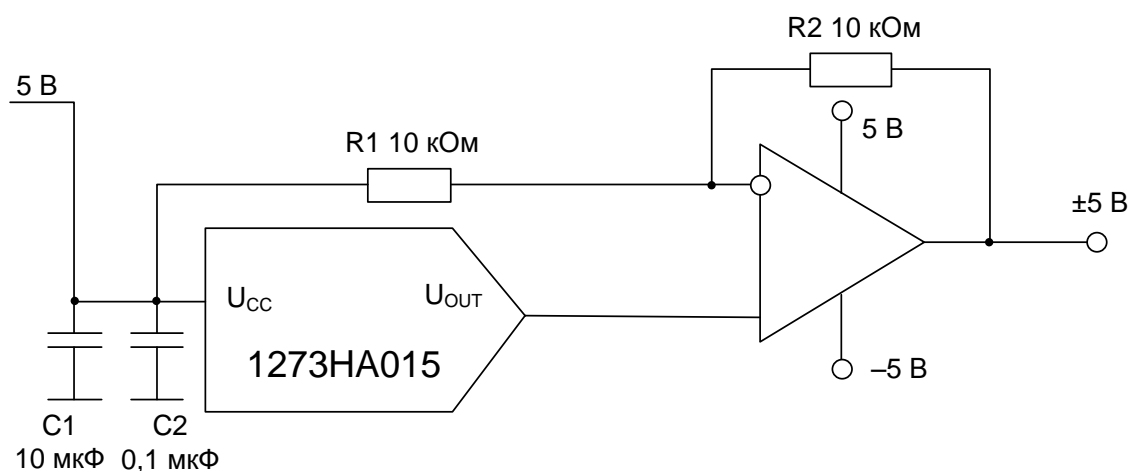 R2 10 кОм
5 В
5 В
R1 10 кОм
±5 В
UCC
UOUT
1273НА015
–5 В
C1
10 мкФ
C2
0,1 мкФ